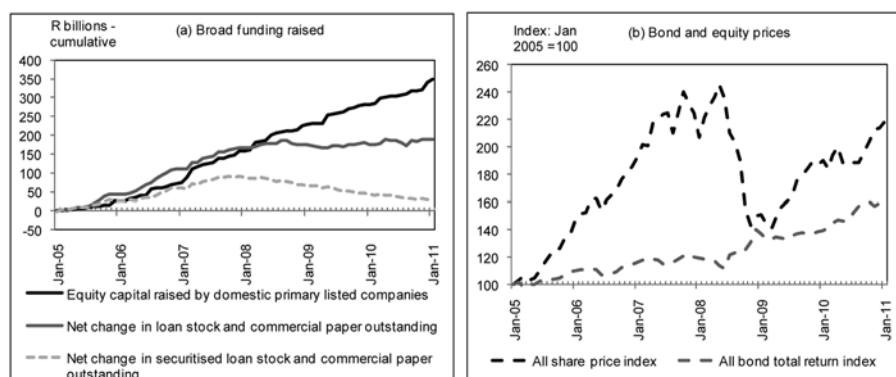 R billions -
cumulative
(a) Broad funding raised
400
350
300
250
200
150
100
50
0
-50
Jan-05
Jan-06
Jan-07
Jan-08
Jan-09
Jan-10
Jan-11
Equity capital raised by domestic primary listed companies
Net change in loan stock and commercial paper outstanding
Net change in securitised loan stock and commercial paper
outstanding
Index: Jan
2005 =100
(b) Bond and equity prices
260
240
220
200
180
160
140
120
100
Jan-05
Jan-06
Jan-07
Jan-08
Jan-09
Jan-10
Jan-11
All share price index
All bond total return index